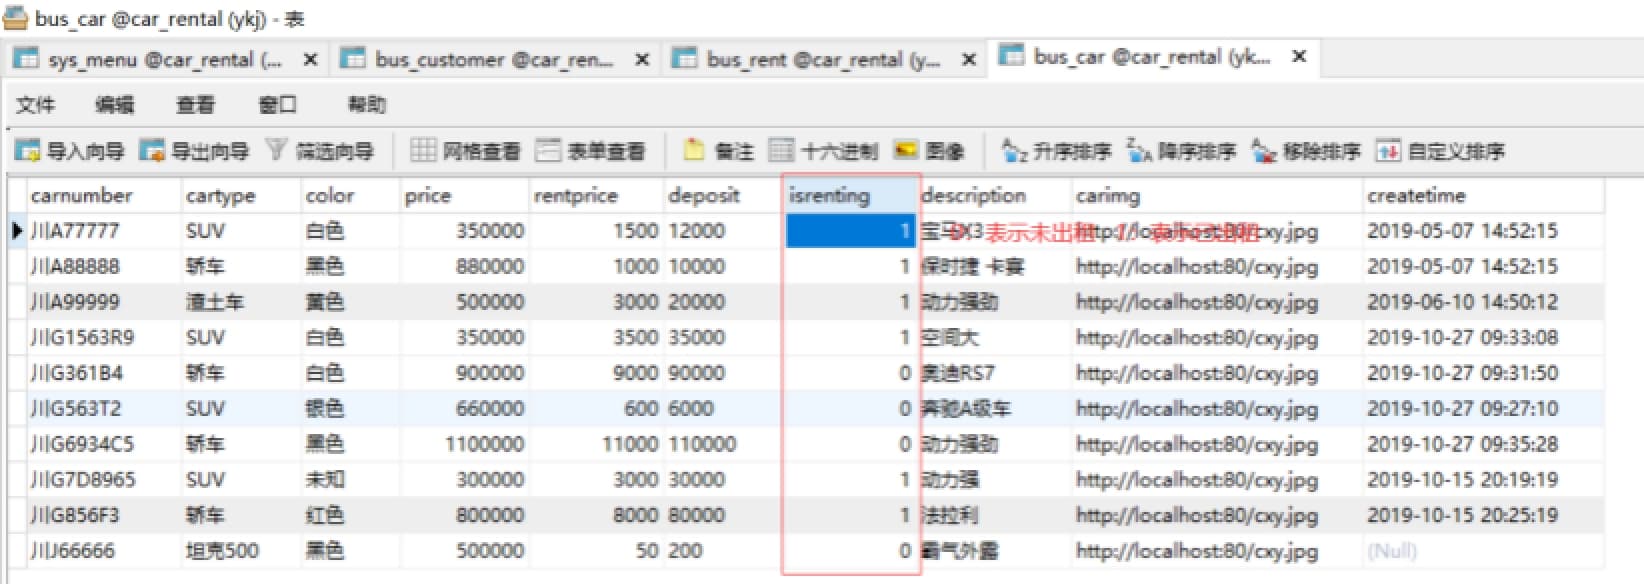 bus_car @car_rental (ykj) - 表
sys_menu @car_rental (... bus_customer @car_ren... bus_rent @car_rental (y... bus_car @car_rental (yk...
文件 编辑 查看 窗口 帮助
导入向导 导出向导 筛选向导 网格查看 表单查看 备注 十六进制 图像 升序排序 降序排序 移除排序 自定义排序
carnumber cartype color price rentprice deposit isrenting description carimg createtime
川A77777 SUV 白色 350000 1500 12000 1 宝马X3 表示未出租 http://localhost:80/cxy.jpg 2019-05-07 14:52:15
川A88888 轿车 黑色 880000 1000 10000 1 保时捷 卡宴 http://localhost:80/cxy.jpg 2019-05-07 14:52:15
川A99999 渣土车 黄色 500000 3000 20000 1 动力强劲 http://localhost:80/cxy.jpg 2019-06-10 14:50:12
川G1563R9 SUV 白色 350000 3500 35000 1 空间大 http://localhost:80/cxy.jpg 2019-10-27 09:33:08
川G361B4 轿车 白色 900000 9000 90000 0 奥迪RS7 http://localhost:80/cxy.jpg 2019-10-27 09:31:50
川G563T2 SUV 银色 660000 600 6000 0 奔驰A级车 http://localhost:80/cxy.jpg 2019-10-27 09:27:10
川G6934C5 轿车 黑色 1100000 11000 110000 0 动力强劲 http://localhost:80/cxy.jpg 2019-10-27 09:35:28
川G7D8965 SUV 未知 300000 3000 30000 1 动力强 http://localhost:80/cxy.jpg 2019-10-15 20:19:19
川G856F3 轿车 红色 800000 8000 80000 1 法拉利 http://localhost:80/cxy.jpg 2019-10-15 20:25:19
川J66666 坦克500 黑色 500000 50 200 0 霸气外露 http://localhost:80/cxy.jpg (Null)